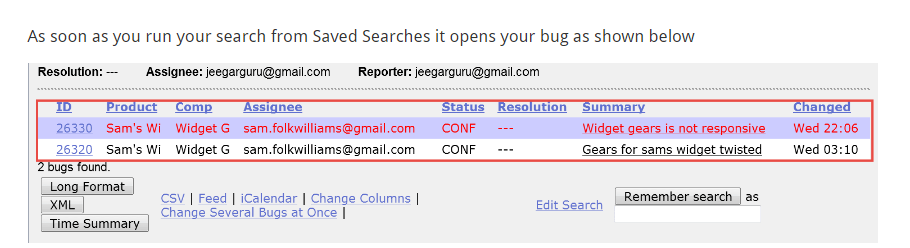 As soon as you run your search from Saved Searches it opens your bug as shown below
Resolution: --- Assignee: jeegarguru@gmail.com Reporter: jeegarguru@gmail.com
ID Product Comp Assignee Status Resolution Summary Changed
26330 Sam's Wi Widget G sam.folkwilliams@gmail.com CONF --- Widget gears is not responsive Wed 22:06
26320 Sam's Wi Widget G sam.folkwilliams@gmail.com CONF --- Gears for sams widget twisted Wed 03:10
2 bugs found.
Long Format
XML
Time Summary
CSV | Feed | iCalendar | Change Columns |
Change Several Bugs at Once |
Edit Search
Remember search as